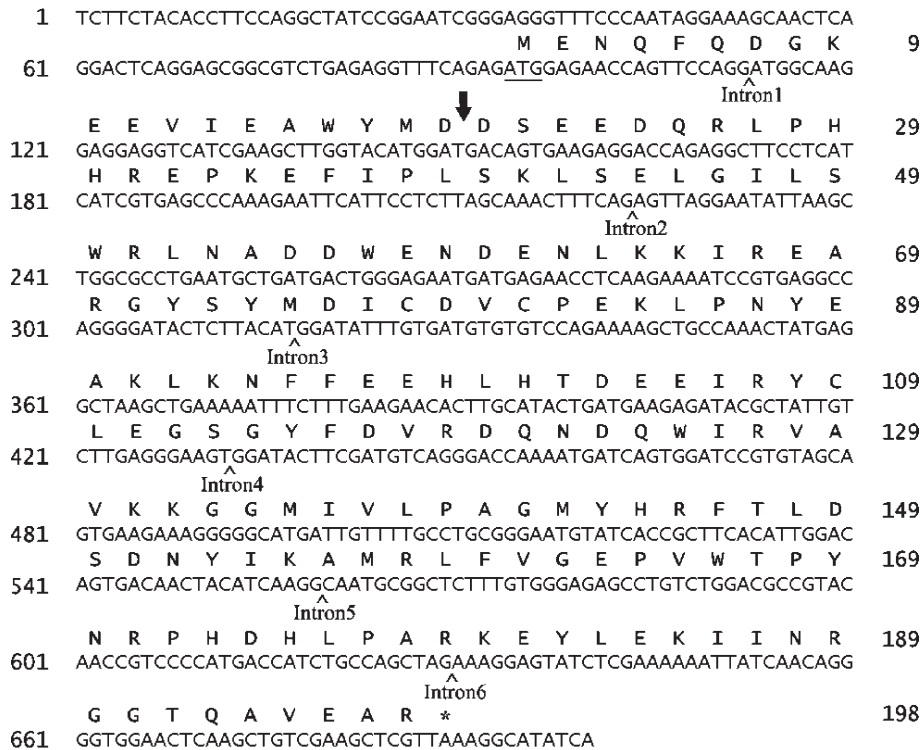 1 TCTTCTACACCTTCCAGGCTATCCGGAATCGGGAGGGTTTCCCAATAGGAAAGCAACTCA
M E N Q F Q D G K 9
61 GGACTCAGGAGCGGCGTCTGAGAGGTTTCAGAGATGGAGAACCAGTTCCAGGATGGCAAG
Intron1
E E V I E A W Y M D D S E E D Q R L P H 29
121 GAGGAGGTCATCGAAGCTTGGTACATGGATGACAGTGAAGAGGACCAGAGGCTTCCTCAT
H R E P K E F I P L S K L S E L G I L S 49
181 CATCGTGAGCCCAAAGAATTCATTCCTCTTAGCAAACTTTCAGAGTTAGGAATATTAAGC
Intron2
W R L N A D D W E N D E N L K K I R E A 69
241 TGGCGCCTGAATGCTGATGACTGGGAGAATGATGAGAACCTCAAGAAAATCCGTGAGGCC
R G Y S Y M D I C D V C P E K L P N Y E 89
301 AGGGGATACTCTTACATGGATATTTGTGATGTGTGTCCAGAAAAGCTGCCAAACTATGAG
Intron3
A K L K N F F E E H L H T D E E I R Y C 109
361 GCTAAGCTGAAAAATTTCTTTGAAGAACACTTGCATACTGATGAAGAGATACGCTATTGT
L E G S G Y F D V R D Q N D Q W I R V A 129
421 CTTGAGGGAAGTGGATACTTCGATGTCAGGGACCAAAATGATCAGTGGATCCGTGTAGCA
Intron4
V K K G G M I V L P A G M Y H R F T L D 149
481 GTGAAGAAAGGGGGCATGATTGTTTTGCCTGCGGGAATGTATCACCGCTTCACATTGGAC
S D N Y I K A M R L F V G E P V W T P Y 169
541 AGTGACAACTACATCAAGGCAATGCGGCTCTTTGTGGGAGAGCCTGTCTGGACGCCGTAC
Intron5
N R P H D H L P A R K E Y L E K I I N R 189
601 AACCGTCCCCATGACCATCTGCCAGCTAGAAAGGAGTATCTCGAAAAAATTATCAACAGG
Intron6
G G T Q A V E A R * 198
661 GGTGGAACTCAAGCTGTCGAAGCTCGTTAAAGGCATATCA